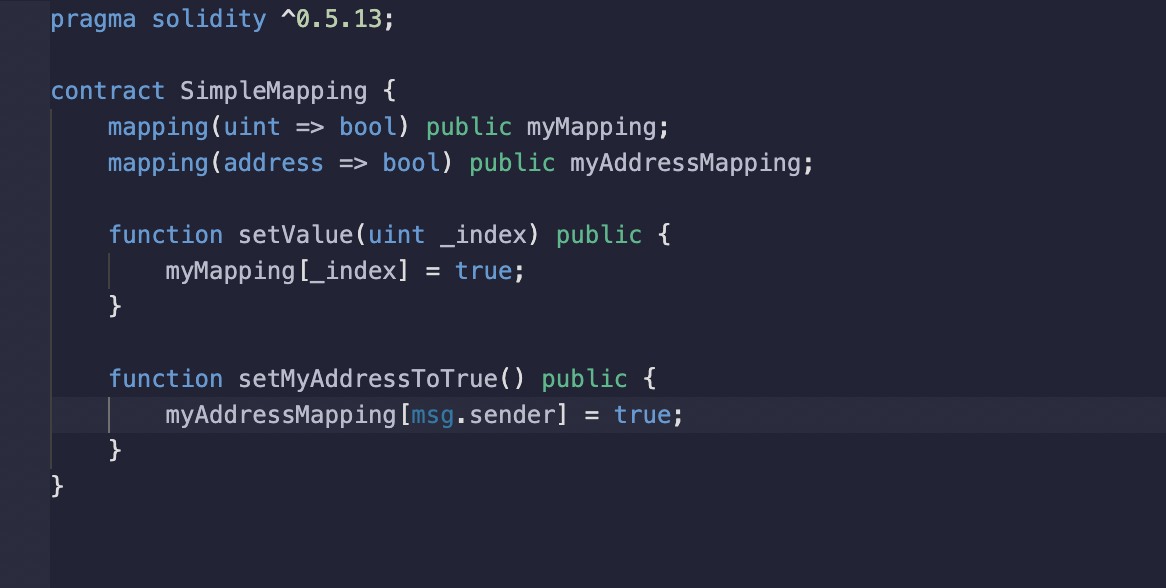 pragma solidity ^0.5.13;
contract SimpleMapping {
mapping(uint => bool) public myMapping;
mapping(address => bool) public myAddressMapping;
function setValue(uint _index) public {
myMapping[_index] = true;
}
function setMyAddressToTrue() public {
myAddressMapping[msg.sender] = true;
}
}